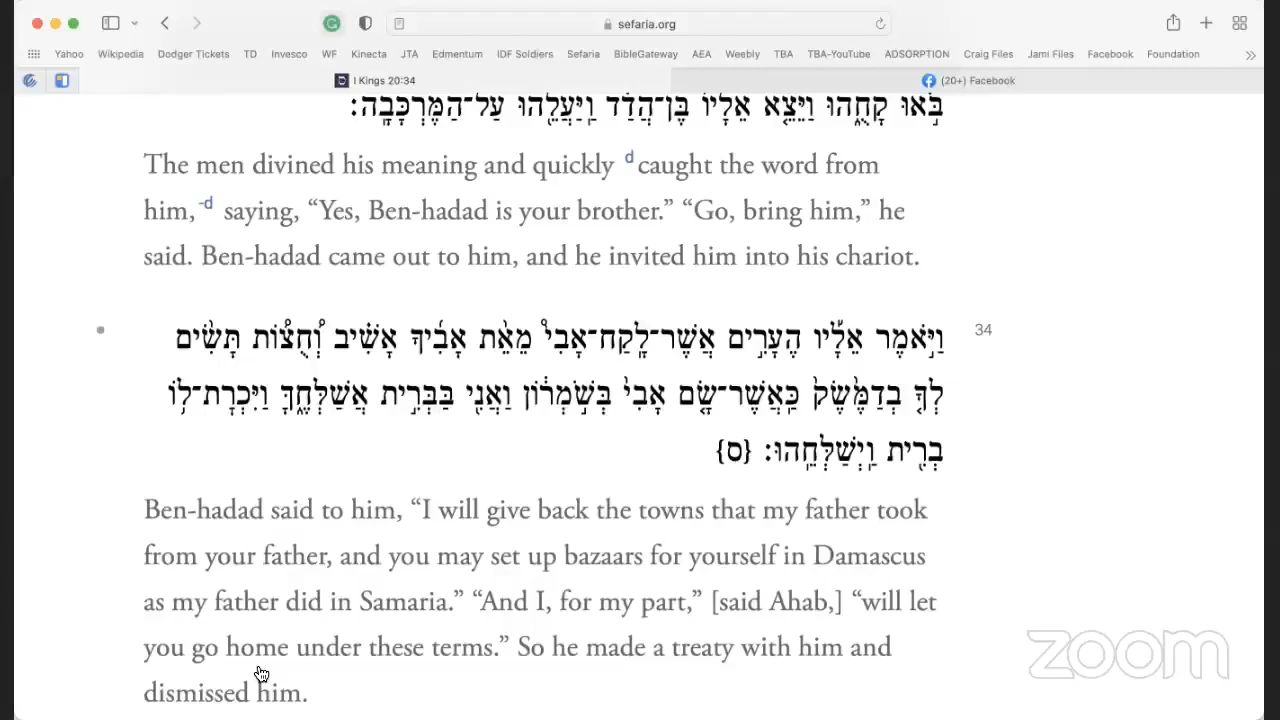 sefaria.org
Yahoo Wikipedia Dodger Tickets TD Invesco WF Kinecta JTA Edmentum IDF Soldiers Sefaria BibleGateway AEA Weebly TBA TBA-YouTube ADSORPTION Craig Files Jami Files Facebook Foundation
I Kings 20:34 (20+) Facebook
בֹּ֣אוּ קָחֻ֑הוּ וַיֵּצֵ֤א אֵלָיו֙ בֶּן־הֲדַ֔ד וַֽיַּעֲלֵ֖הוּ עַל־הַמֶּרְכָּבָֽה׃
The men divined his meaning and quickly d caught the word from
him,-d saying, “Yes, Ben-hadad is your brother.” “Go, bring him,” he
said. Ben-hadad came out to him, and he invited him into his chariot.
34
וַיֹּ֣אמֶר אֵלָ֡יו הֶעָרִ֣ים אֲשֶׁר־לָֽקַח־אָבִי֩ מֵאֵ֨ת אָבִ֜יךָ אָשִׁ֗יב וְ֠חֻצ֠וֹת תָּשִׂ֨ים
לְךָ֤ בְדַמֶּ֙שֶׂק֙ כַּאֲשֶׁר־שָׂ֤ם אָבִי֙ בְּשֹׁ֣מְר֔וֹן וַאֲנִ֖י בַּבְּרִ֣ית אֲשַׁלְּחֶ֑ךָּ וַיִּכְרׇת־ל֥וֹ
בְרִ֖ית וַֽיְשַׁלְּחֵֽהוּ׃ {ס}
Ben-hadad said to him, “I will give back the towns that my father took
from your father, and you may set up bazaars for yourself in Damascus
as my father did in Samaria.” “And I, for my part,” [said Ahab,] “will let
you go home under these terms.” So he made a treaty with him and
dismissed him.
zoom